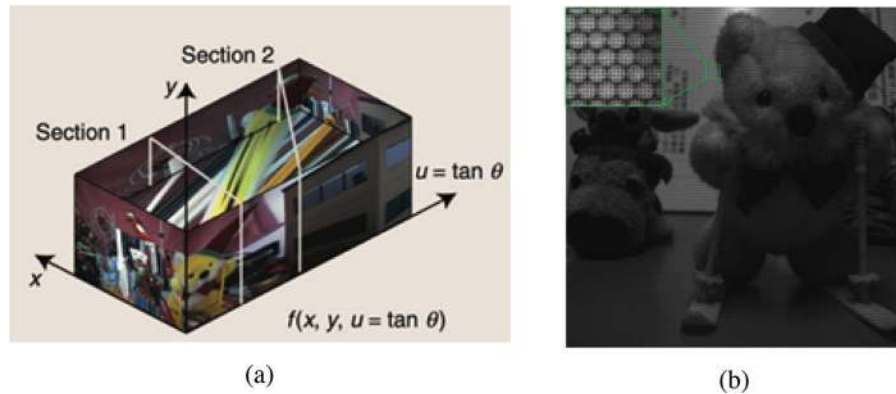 Section 2
y
Section 1
u = tan θ
x
f(x, y, u = tan θ)
(a)
(b)